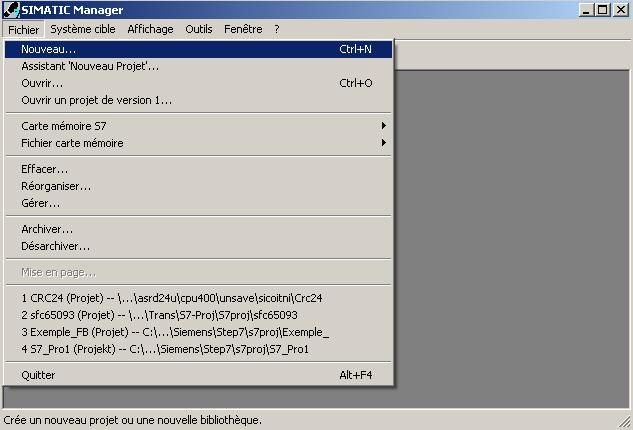 SIMATIC Manager
Fichier Système cible Affichage Outils Fenêtre ?
Nouveau... Ctrl+N
Assistant 'Nouveau Projet'...
Ouvrir... Ctrl+O
Ouvrir un projet de version 1...
Carte mémoire S7
Fichier carte mémoire
Effacer...
Réorganiser...
Gérer...
Archiver...
Désarchiver...
Mise en page...
1 CRC24 (Projet) -- \...\asrd24u\cpu400\unsave\sicoitni\Crc24
2 sfc65093 (Projet) -- \...\Trans\S7-Proj\S7proj\sfc65093
3 Exemple_FB (Projet) -- C:\...\Siemens\Step7\s7proj\Exemple_
4 S7_Pro1 (Projekt) -- C:\...\Siemens\Step7\s7proj\S7_Pro1
Quitter Alt+F4
Crée un nouveau projet ou une nouvelle bibliothèque.